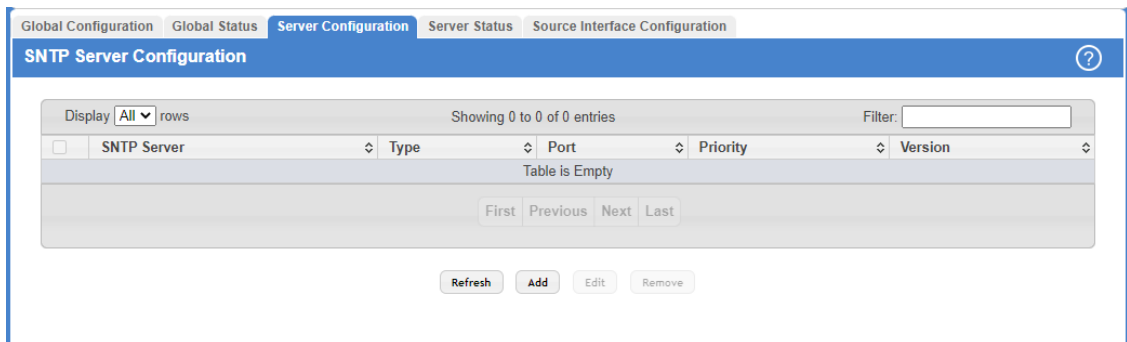 Global Configuration Global Status Server Configuration Server Status Source Interface Configuration
SNTP Server Configuration ?
Display All rows Showing 0 to 0 of 0 entries Filter:
SNTP Server Type Port Priority Version
Table is Empty
First Previous Next Last
Refresh Add Edit Remove